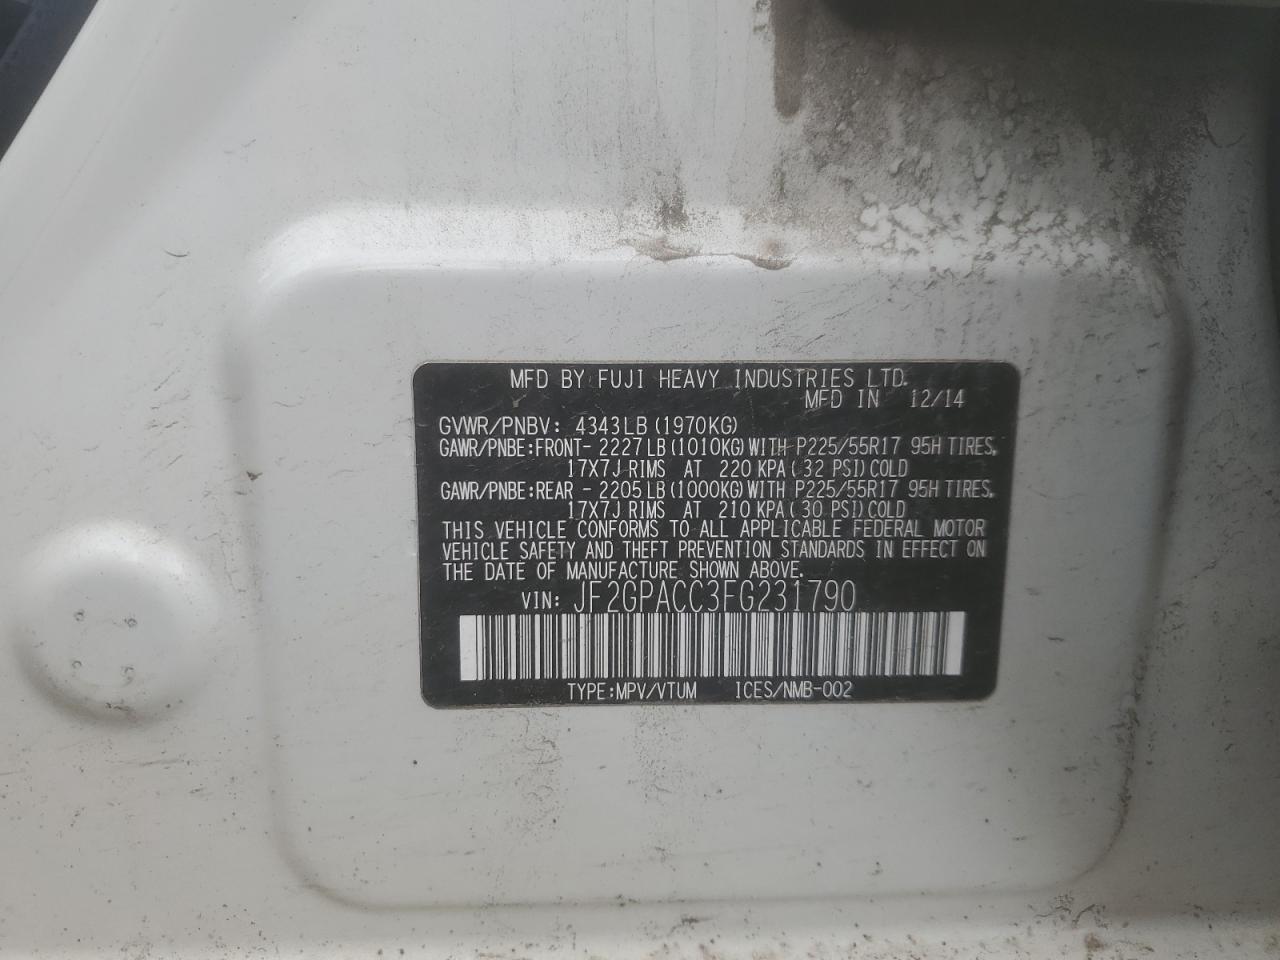 MFD BY FUJI HEAVY INDUSTRIES LTD.
MFD IN 12/14
GVWR/PNBV: 4343LB(1970KG)
GAWR/PNBE:FRONT-2227LB(1010KG)WITH P225/55R17 95H TIRES,
17X7J RIMS AT 220 KPA(32 PSI)COLD
GAWR/PNBE:REAR -2205LB(1000KG)WITH P225/55R17 95H TIRES,
17X7J RIMS AT 210 KPA(30 PSI)COLD
THIS VEHICLE CONFORMS TO ALL APPLICABLE FEDERAL MOTOR
VEHICLE SAFETY AND THEFT PREVENTION STANDARDS IN EFFECT ON
THE DATE OF MANUFACTURE SHOWN ABOVE.
VIN: JF2GPACC3FG231790
TYPE:MPV/VTUM ICES/NMB-002